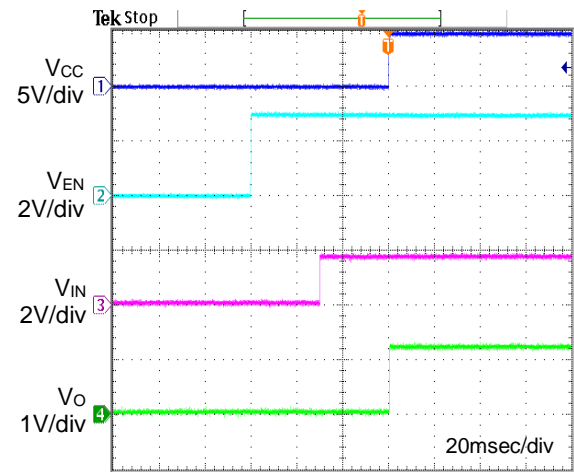 Tek Stop
T
T
VCC
5V/div
1
VEN
2V/div
2
VIN
2V/div
3
VO
1V/div
4
20msec/div